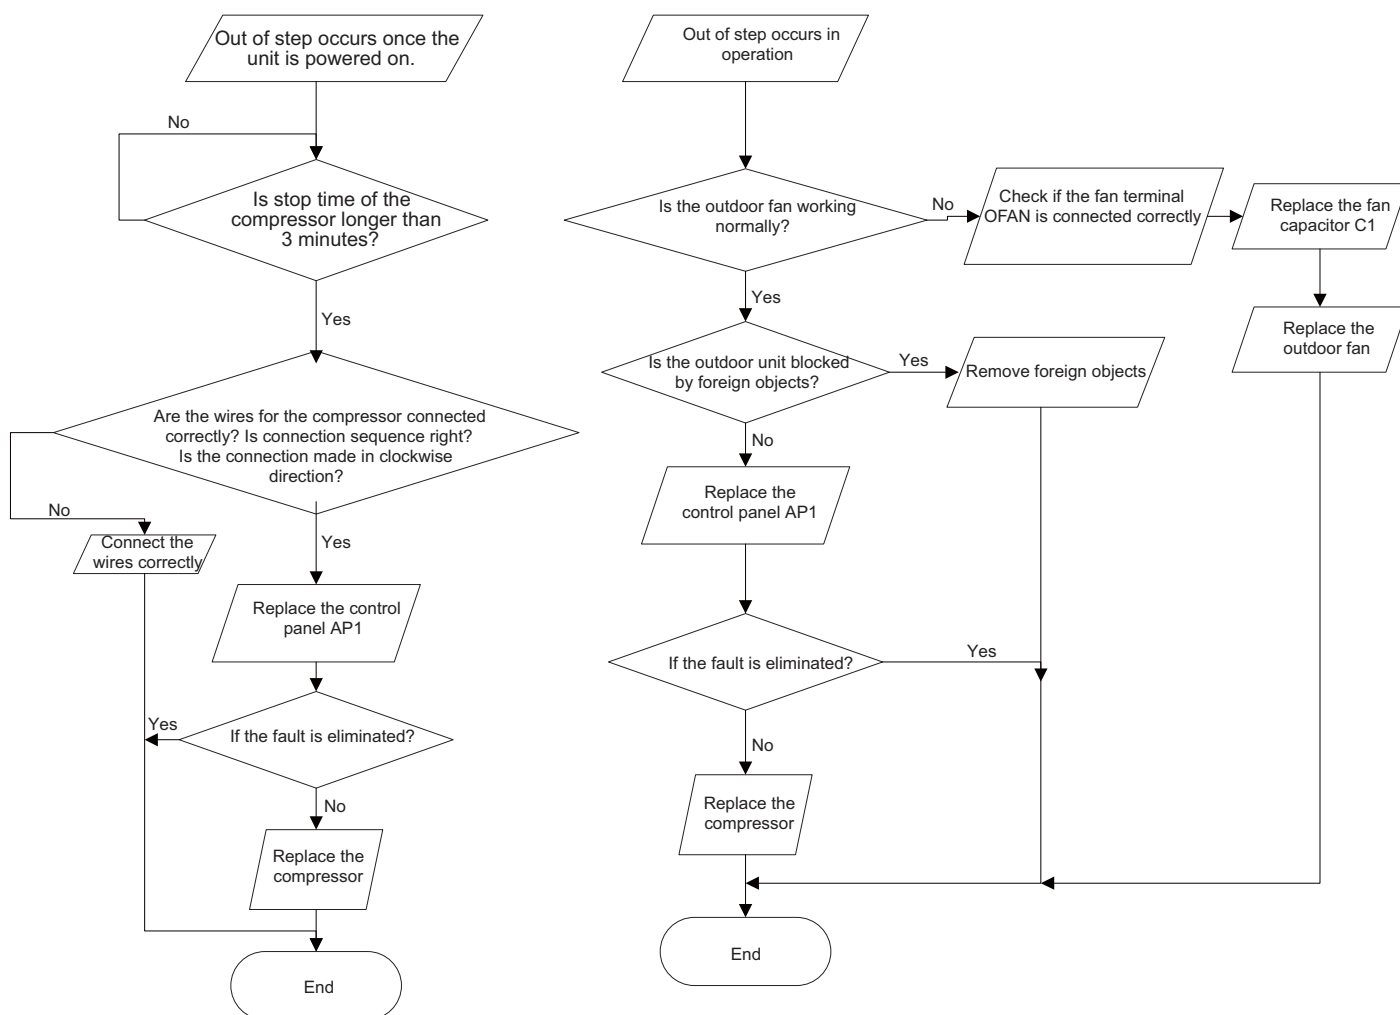 Out of step occurs once the
unit is powered on.
No
Is stop time of the
compressor longer than
3 minutes?
Yes
Are the wires for the compressor connected
correctly? Is connection sequence right?
Is the connection made in clockwise
direction?
No
Connect the
wires correctly
Yes
Replace the control
panel AP1
Yes
If the fault is eliminated?
No
Replace the
compressor
End
Out of step occurs in
operation
Is the outdoor fan working
normally?
No
Check if the fan terminal
OFAN is connected correctly
Replace the fan
capacitor C1
Replace the
outdoor fan
Yes
Is the outdoor unit blocked
by foreign objects?
Yes
Remove foreign objects
No
Replace the
control panel AP1
If the fault is eliminated?
Yes
No
Replace the
compressor
End